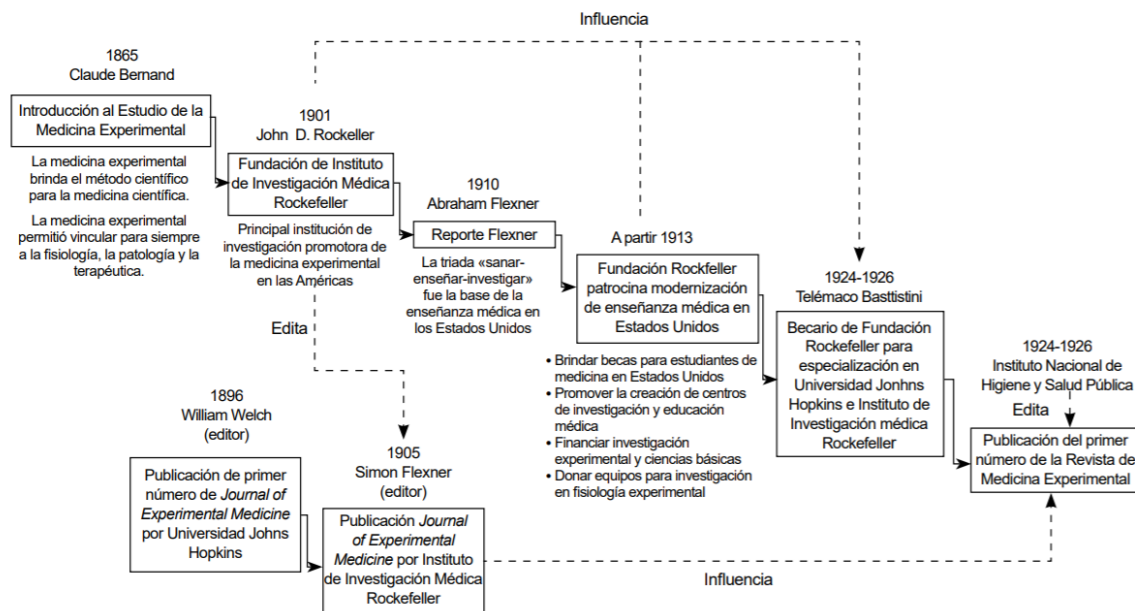 Influencia
1865
Claude Bernand
Introducción al Estudio de la
Medicina Experimental
La medicina experimental
brinda el método científico
para la medicina científica.
La medicina experimental
permitió vincular para siempre
a la fisiología, la patología y la
terapéutica.
1901
John D. Rockeller
Fundación de Instituto
de Investigación Médica
Rockefeller
Principal institución de
investigación promotora de
la medicina experimental
en las Américas
Edita
1910
Abraham Flexner
Reporte Flexner
La triada «sanar-
enseñar-investigar»
fue la base de la
enseñanza médica en
los Estados Unidos
A partir 1913
Fundación Rockfeller
patrocina modernización
de enseñanza médica en
Estados Unidos
• Brindar becas para estudiantes de
medicina en Estados Unidos
• Promover la creación de centros
de investigación y educación
médica
• Financiar investigación
experimental y ciencias básicas
• Donar equipos para investigación
en fisiología experimental
1924-1926
Telémaco Basttistini
Becario de Fundación
Rockefeller para
especialización en
Universidad Jonhns
Hopkins e Instituto de
Investigación médica
Rockefeller
1924-1926
Instituto Nacional de
Higiene y Salud Pública
Edita
Publicación del primer
número de la Revista de
Medicina Experimental
1896
William Welch
(editor)
Publicación de primer
número de Journal of
Experimental Medicine
por Universidad Johns
Hopkins
1905
Simon Flexner
(editor)
Publicación Journal
of Experimental
Medicine por Instituto
de Investigación Médica
Rockefeller
Influencia